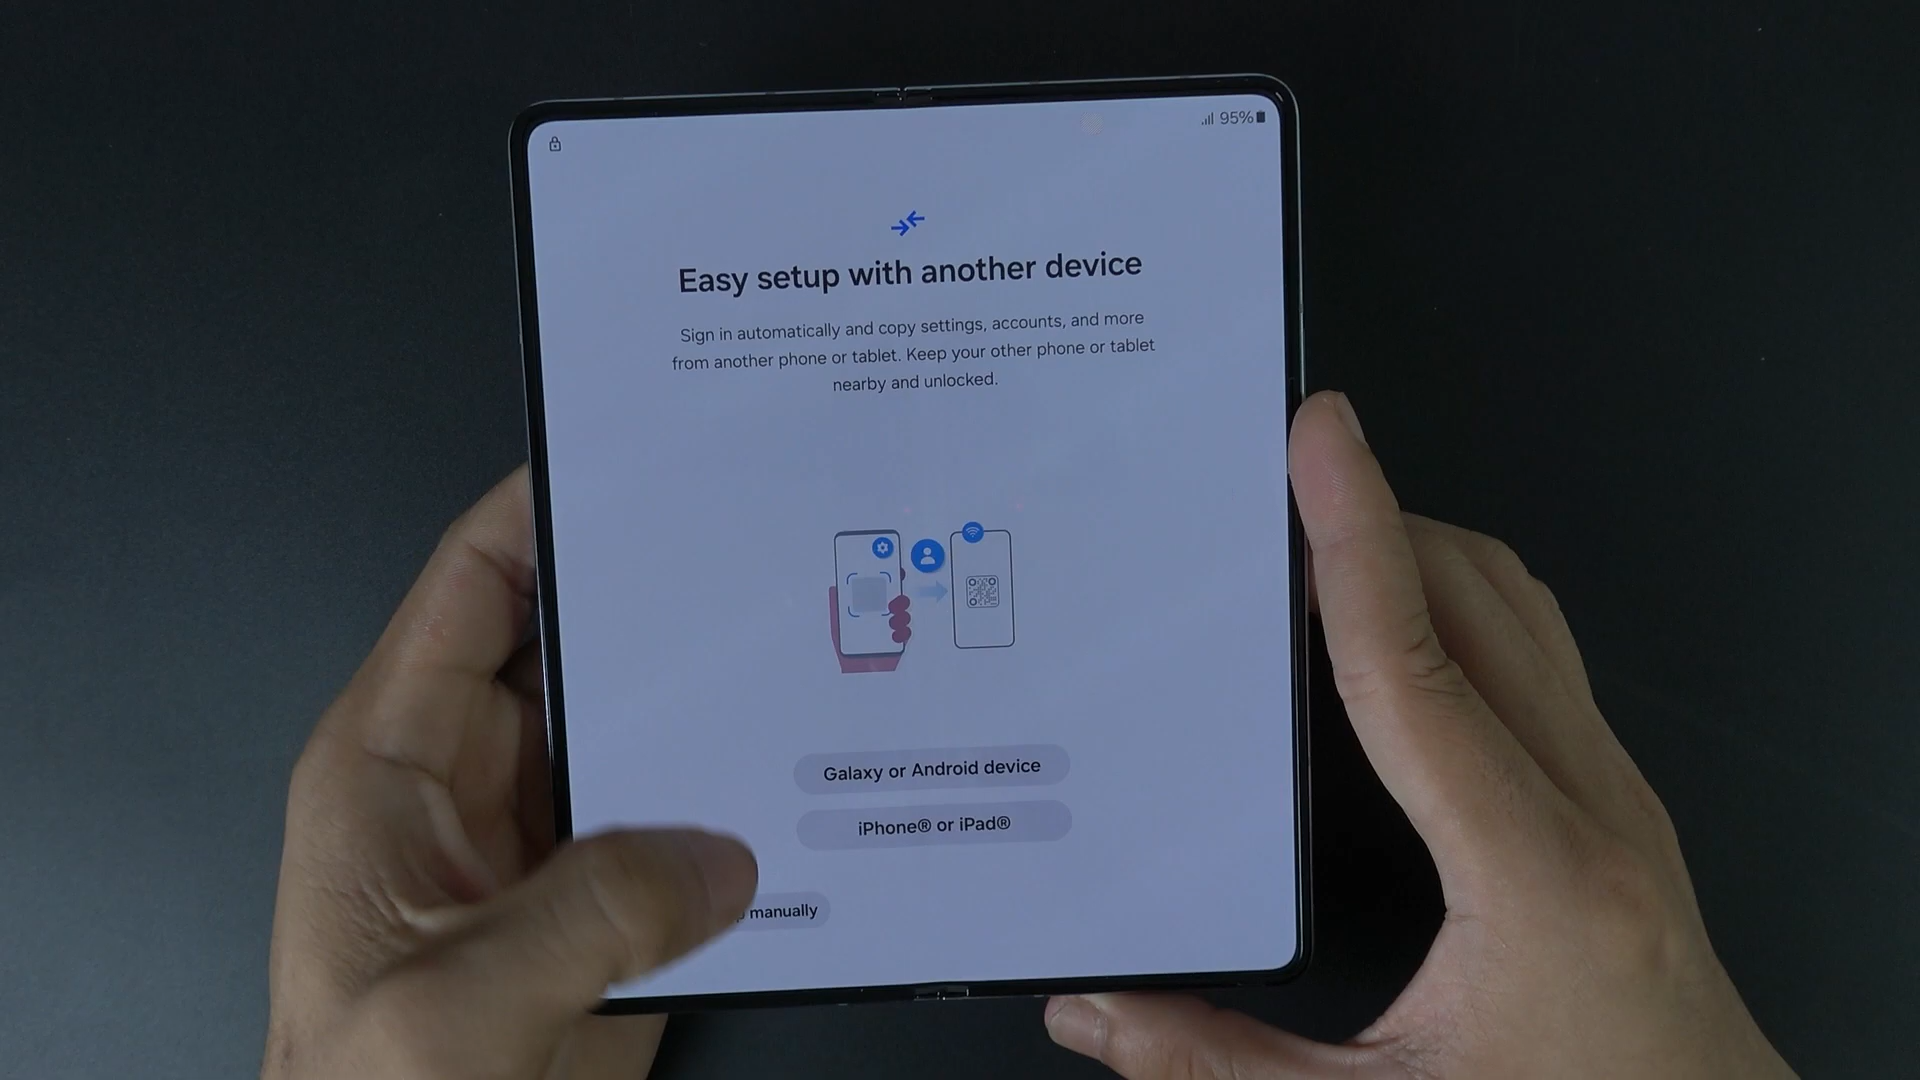 95%
Easy setup with another device
Sign in automatically and copy settings, accounts, and more
from another phone or tablet. Keep your other phone or tablet
nearby and unlocked.
Galaxy or Android device
iPhone® or iPad®
manually